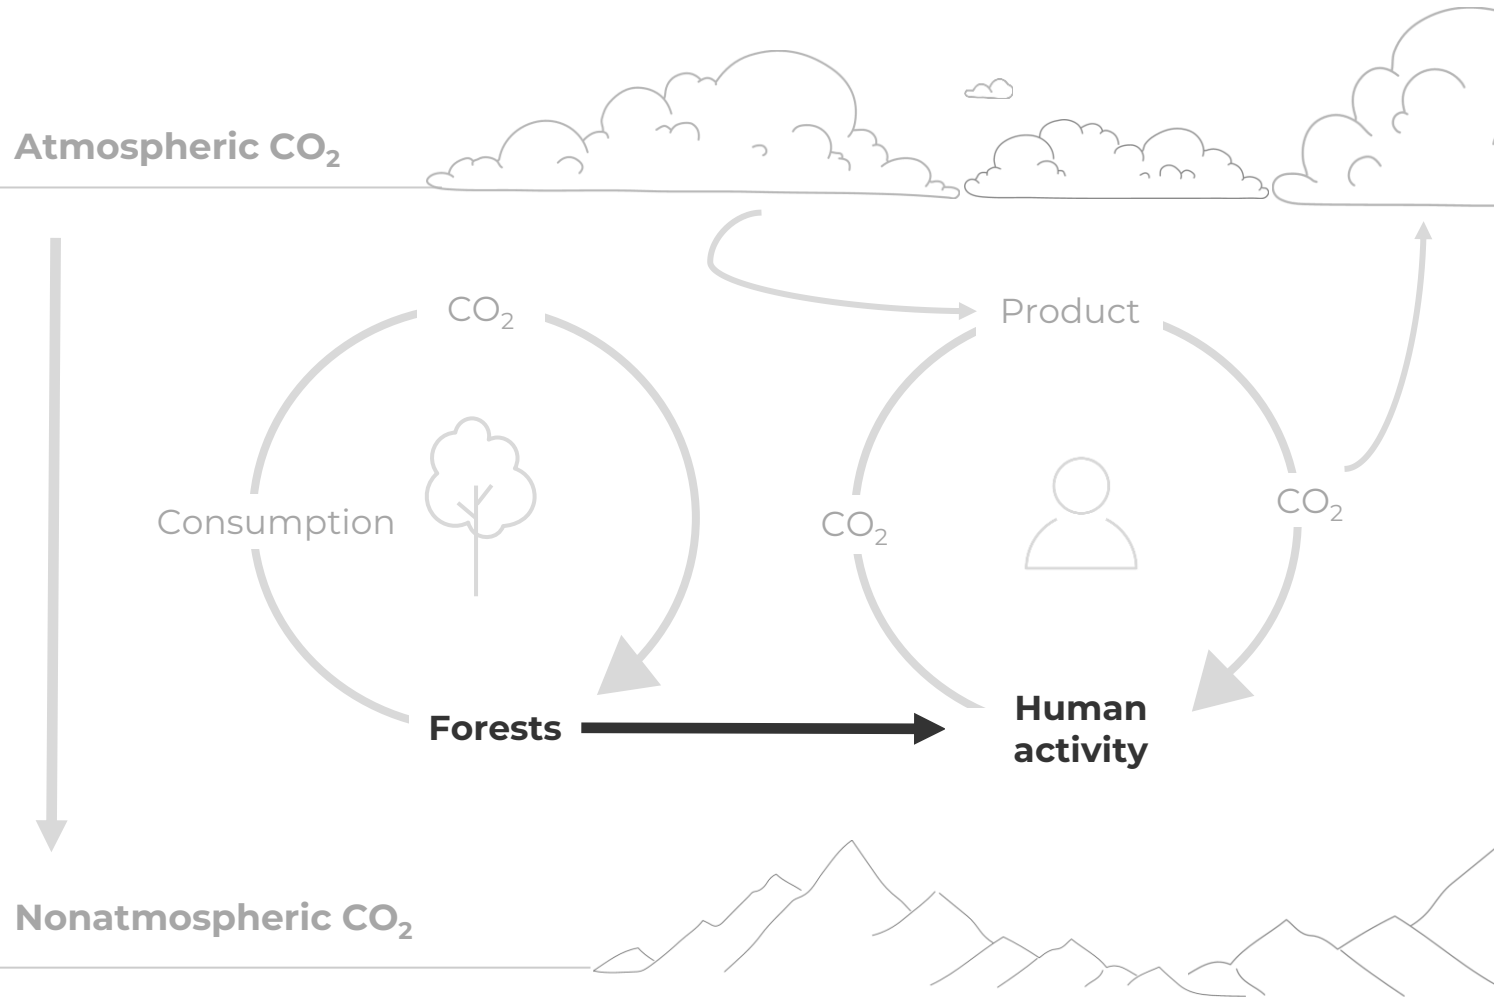 Atmospheric CO₂
CO₂
Product
Consumption
CO₂
CO₂
Forests
Human
activity
Nonatmospheric CO₂